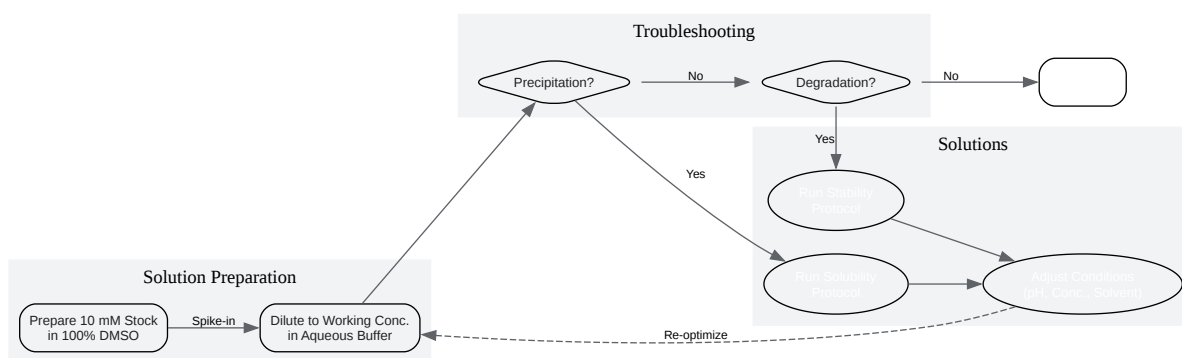 Troubleshooting
Precipitation?
No
Degradation?
No
Yes
Solutions
Yes
Run Stability
Protocol
Solution Preparation
Run Solubility
Protocol
Adjust Conditions
(pH, Conc., Solvent)
Prepare 10 mM Stock
in 100% DMSO
Spike-in
Dilute to Working Conc.
in Aqueous Buffer
Re-optimize